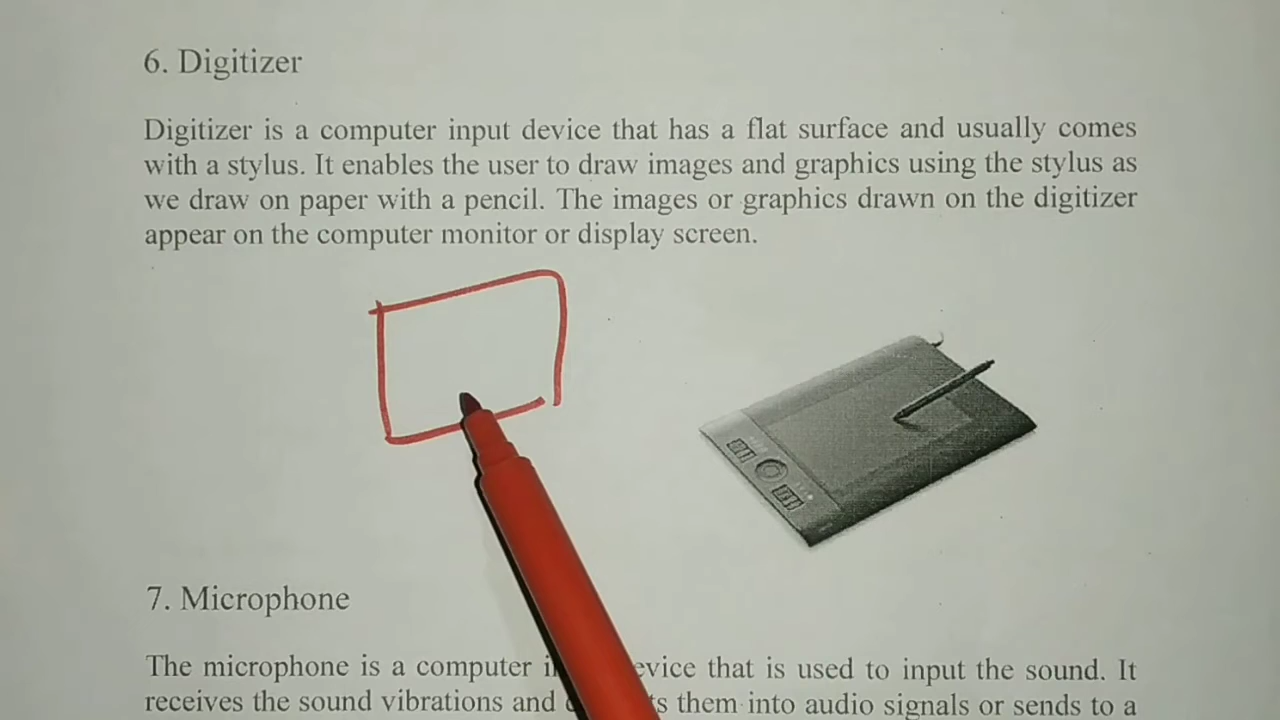 6. Digitizer
Digitizer is a computer input device that has a flat surface and usually comes
with a stylus. It enables the user to draw images and graphics using the stylus as
we draw on paper with a pencil. The images or graphics drawn on the digitizer
appear on the computer monitor or display screen.
7. Microphone
The microphone is a computer that is used to input the sound. It
receives the sound vibrations and them into audio signals or sends to a